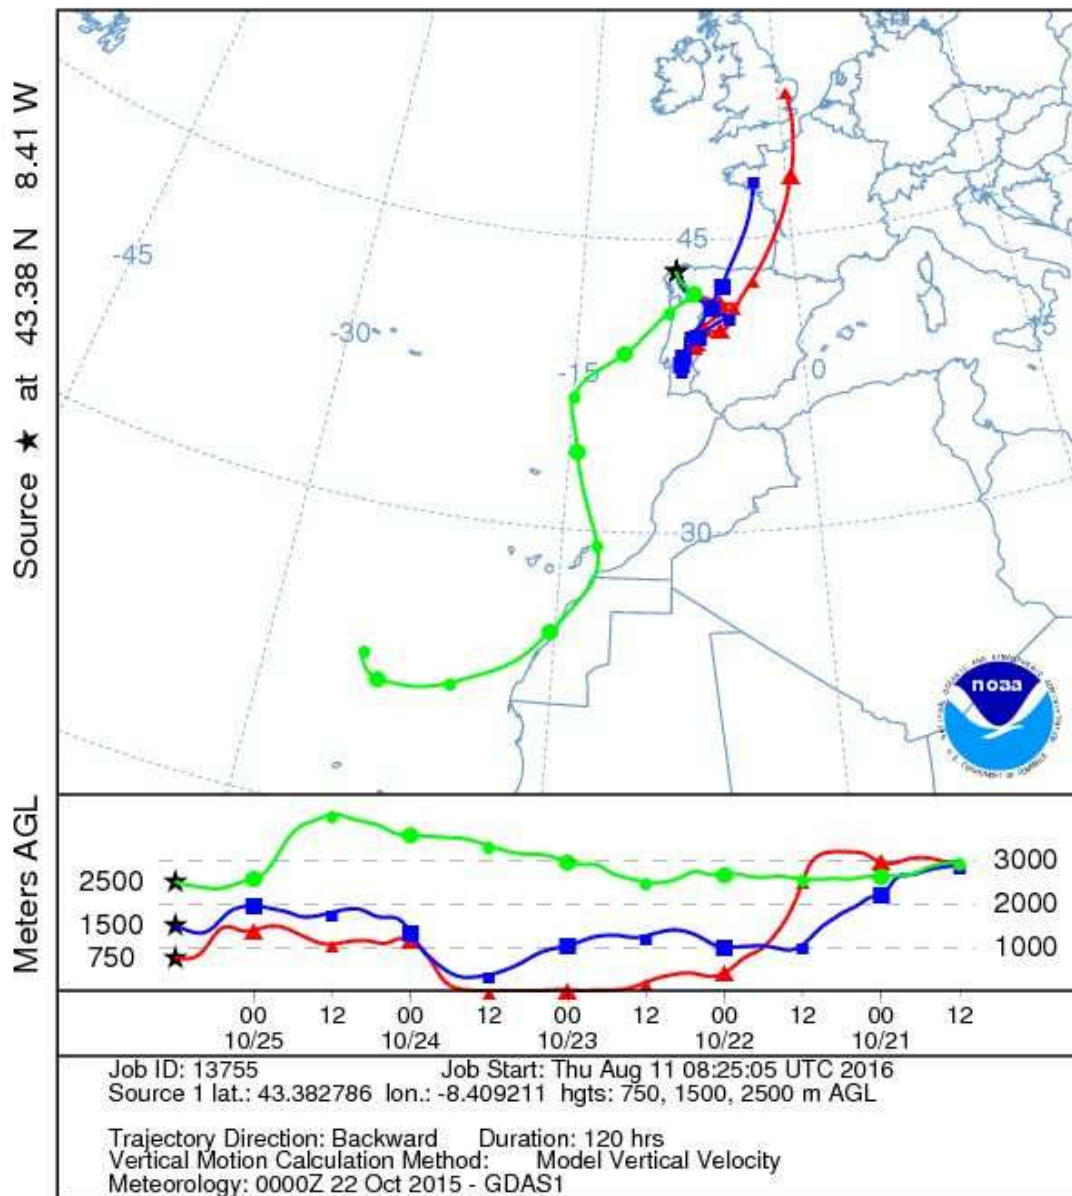 Source ★ at 43.38 N 8.41 W
-45
45
-30
-15
0
15
30
noaa
Meters AGL
2500
1500
750
3000
2000
1000
00 12 00 12 00 12 00 12 00 12
10/25 10/24 10/23 10/22 10/21
Job ID: 13755 Job Start: Thu Aug 11 08:25:05 UTC 2016
Source 1 lat.: 43.382786 lon.: -8.409211 hgts: 750, 1500, 2500 m AGL
Trajectory Direction: Backward Duration: 120 hrs
Vertical Motion Calculation Method: Model Vertical Velocity
Meteorology: 0000Z 22 Oct 2015 - GDAS1